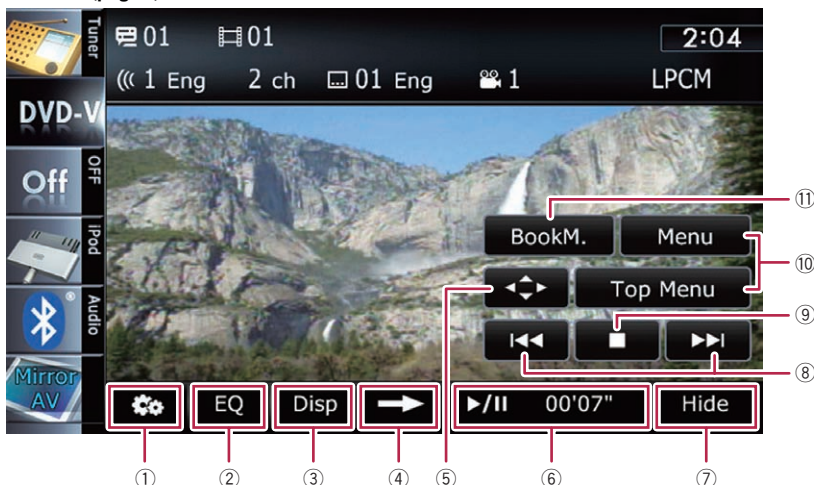 Tuner
01 01 2:04
1 Eng 2 ch 01 Eng 1 LPCM
DVD-V
OFF
Off
iPod
Audio
Mirror
AV
BookM. Menu
Top Menu
EQ Disp ▶/II 00'07" Hide
⑪
⑩
⑨
⑧
① ② ③ ④ ⑤ ⑥ ⑦